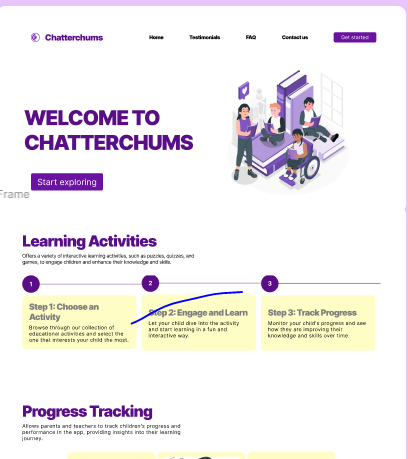 Chatterchums
Home Testimonials FAQ Contact us Get started
WELCOME TO
CHATTERCHUMS
Start exploring
Frame
Learning Activities
Offers a variety of interactive learning activities, such as puzzles, quizzes, and
games, to engage children and enhance their knowledge and skills.
1 2 3
Step 1: Choose an
Activity
Browse through our collection of
educational activities and select the
one that interests your child the most.
Step 2: Engage and Learn
Let your child dive into the activity
and start learning in a fun and
interactive way.
Step 3: Track Progress
Monitor your child's progress and see
how they are improving their
knowledge and skills over time.
Progress Tracking
Allows parents and teachers to track children's progress and
performance in the app, providing insights into their learning
journey.